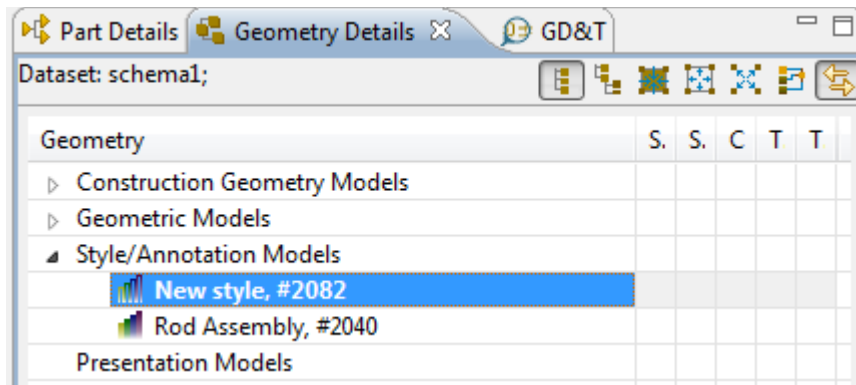 Part Details Geometry Details GD&T
Dataset: schema1;
Geometry S. S. C T T
Construction Geometry Models
Geometric Models
Style/Annotation Models
New style, #2082
Rod Assembly, #2040
Presentation Models